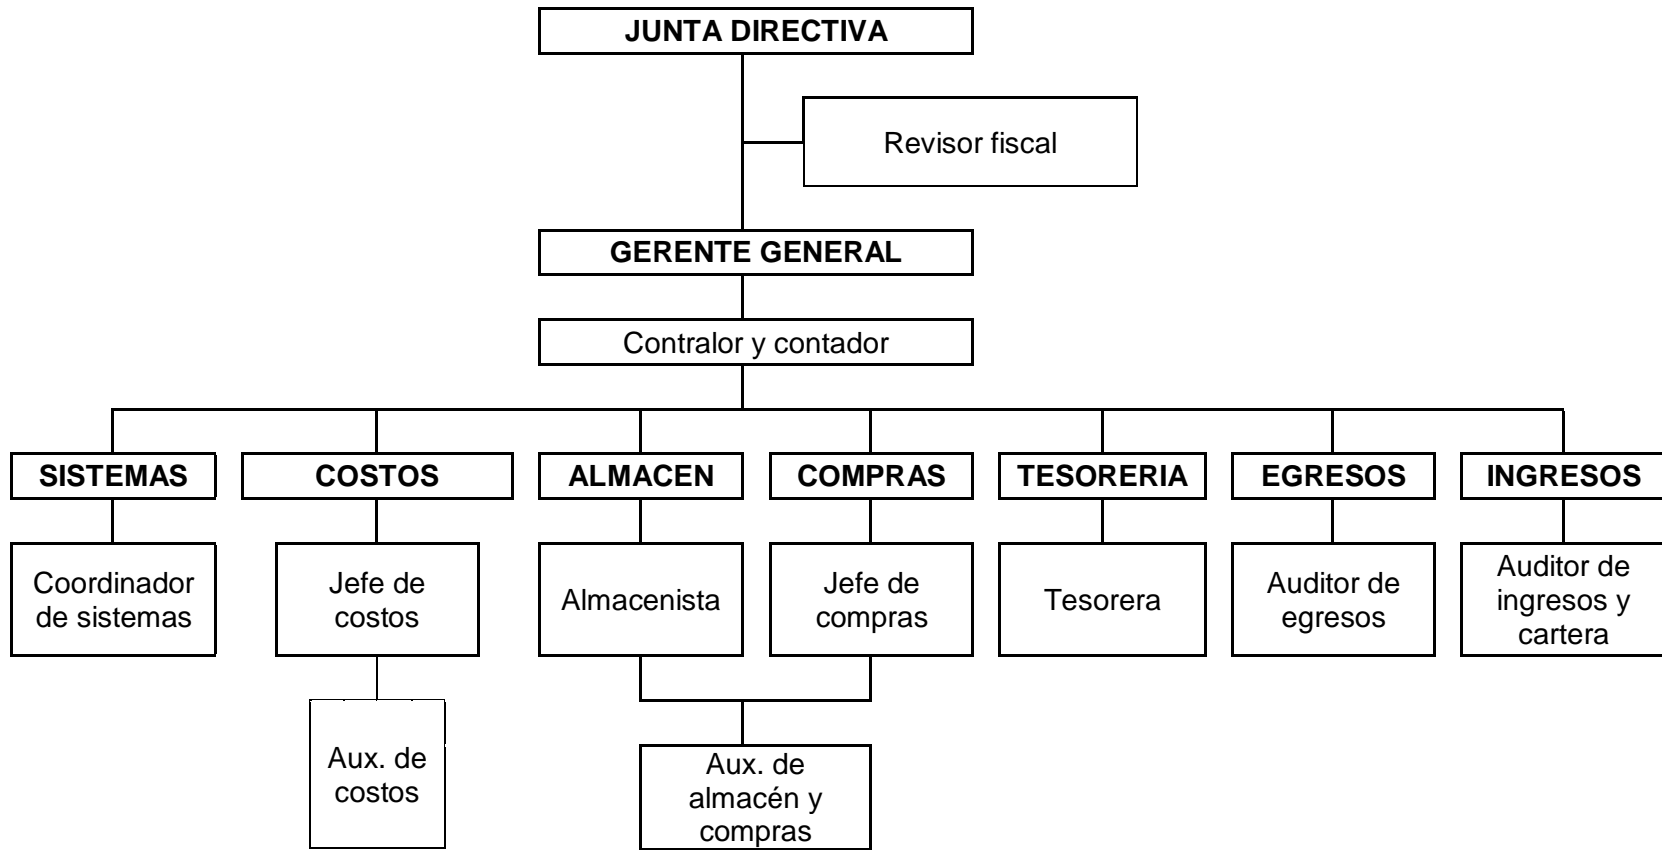 JUNTA DIRECTIVA
Revisor fiscal
GERENTE GENERAL
Contralor y contador
SISTEMAS
COSTOS
ALMACEN
COMPRAS
TESORERIA
EGRESOS
INGRESOS
Coordinador
de sistemas
Jefe de
costos
Almacenista
Jefe de
compras
Tesorera
Auditor de
egresos
Auditor de
ingresos y
cartera
Aux. de
costos
Aux. de
almacén y
compras